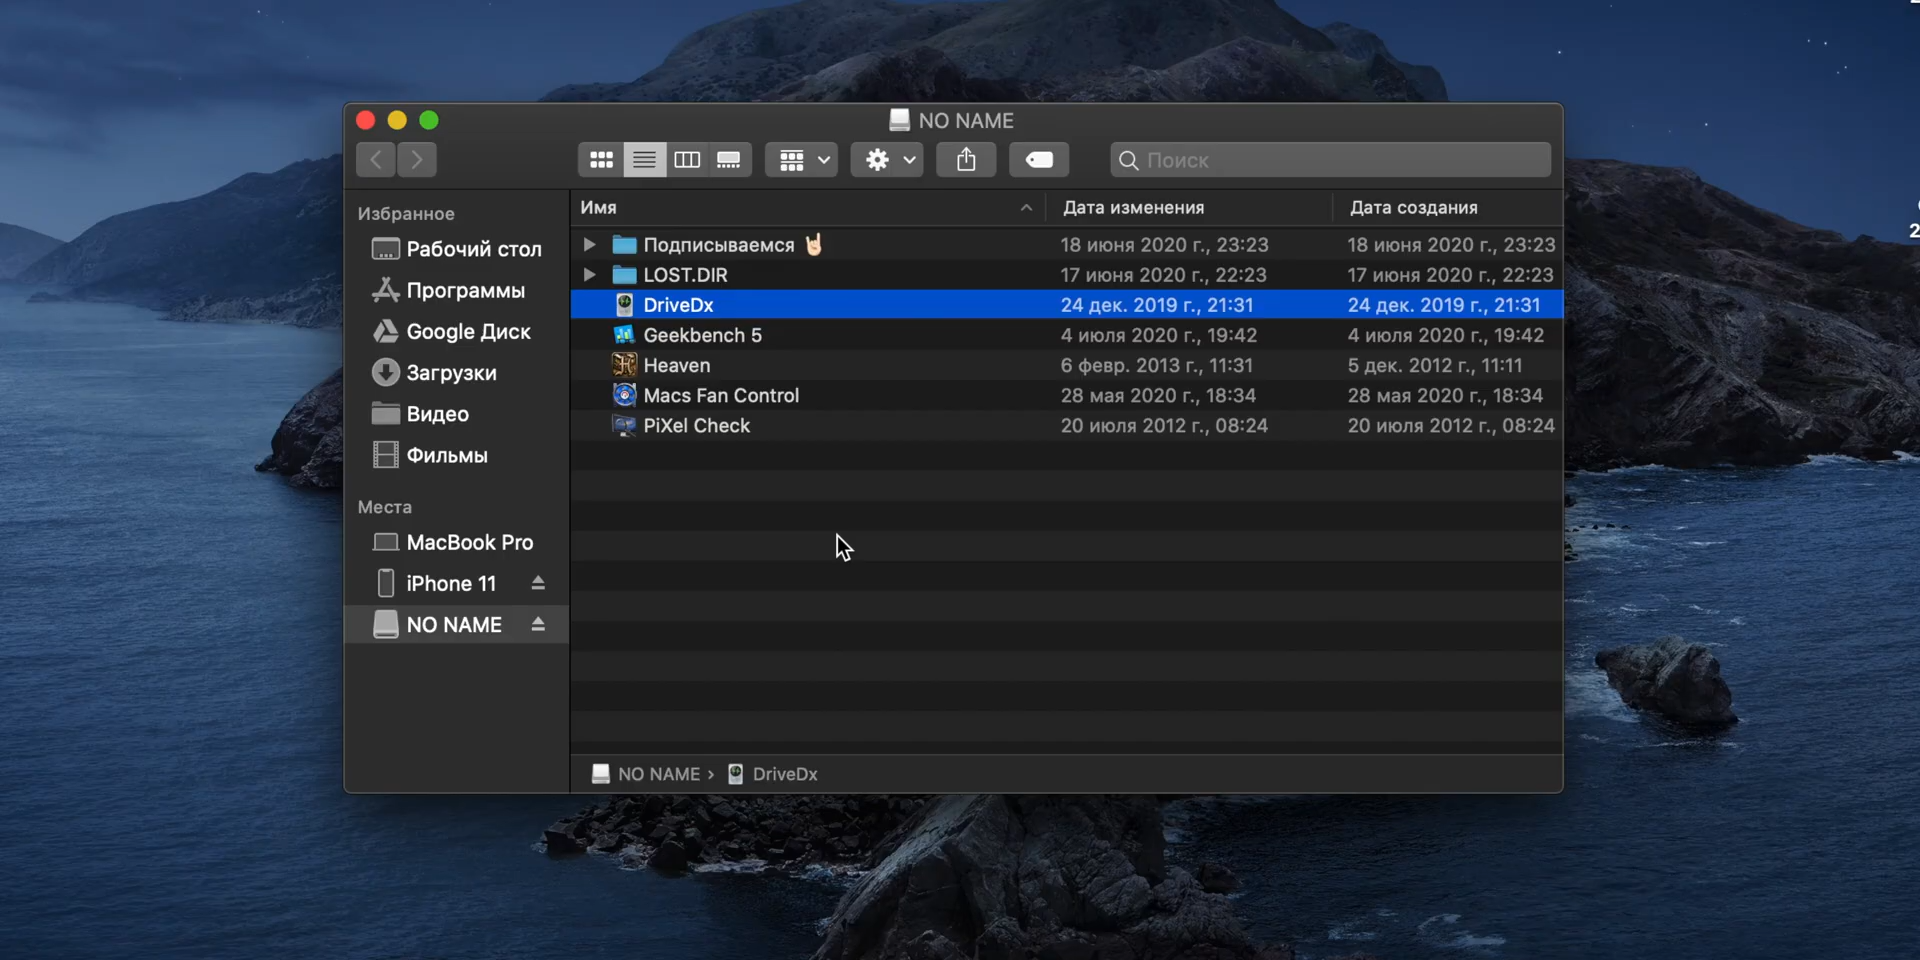 NO NAME
Поиск
Избранное
Рабочий стол
Программы
Google Диск
Загрузки
Видео
Фильмы
Места
MacBook Pro
iPhone 11
NO NAME
Имя Дата изменения Дата создания
Подписываемся 🤘🏻 18 июня 2020 г., 23:23 18 июня 2020 г., 23:23
LOST.DIR 17 июня 2020 г., 22:23 17 июня 2020 г., 22:23
DriveDx 24 дек. 2019 г., 21:31 24 дек. 2019 г., 21:31
Geekbench 5 4 июля 2020 г., 19:42 4 июля 2020 г., 19:42
Heaven 6 февр. 2013 г., 11:31 5 дек. 2012 г., 11:11
Macs Fan Control 28 мая 2020 г., 18:34 28 мая 2020 г., 18:34
PiXel Check 20 июля 2012 г., 08:24 20 июля 2012 г., 08:24
NO NAME › DriveDx